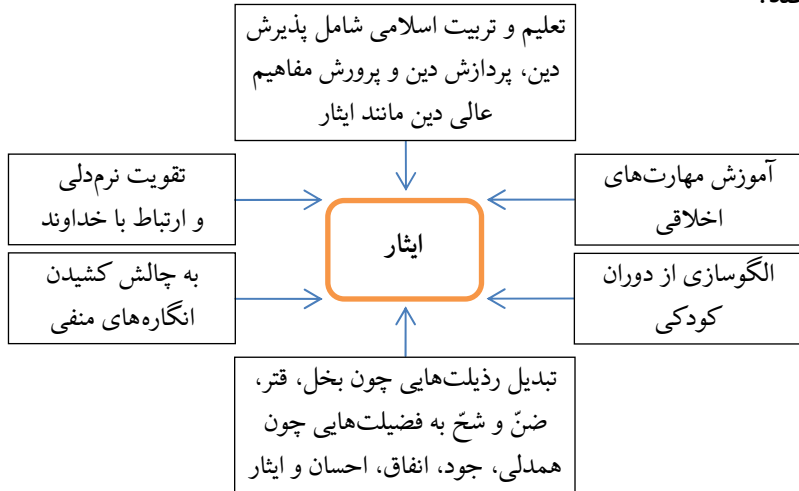 تعلیم و تربیت اسلامی شامل پذیرش
دین، پردازش دین و پرورش مفاهیم
عالی دین مانند ایثار
آموزش مهارت‌های
اخلاقی
تقویت نرم‌دلی
و ارتباط با خداوند
ایثار
الگوسازی از دوران
کودکی
به چالش کشیدن
انگاره‌های منفی
تبدیل رذیلت‌هایی چون بخل، قتر،
ضنّ و شحّ به فضیلت‌هایی چون
همدلی، جود، انفاق، احسان و ایثار